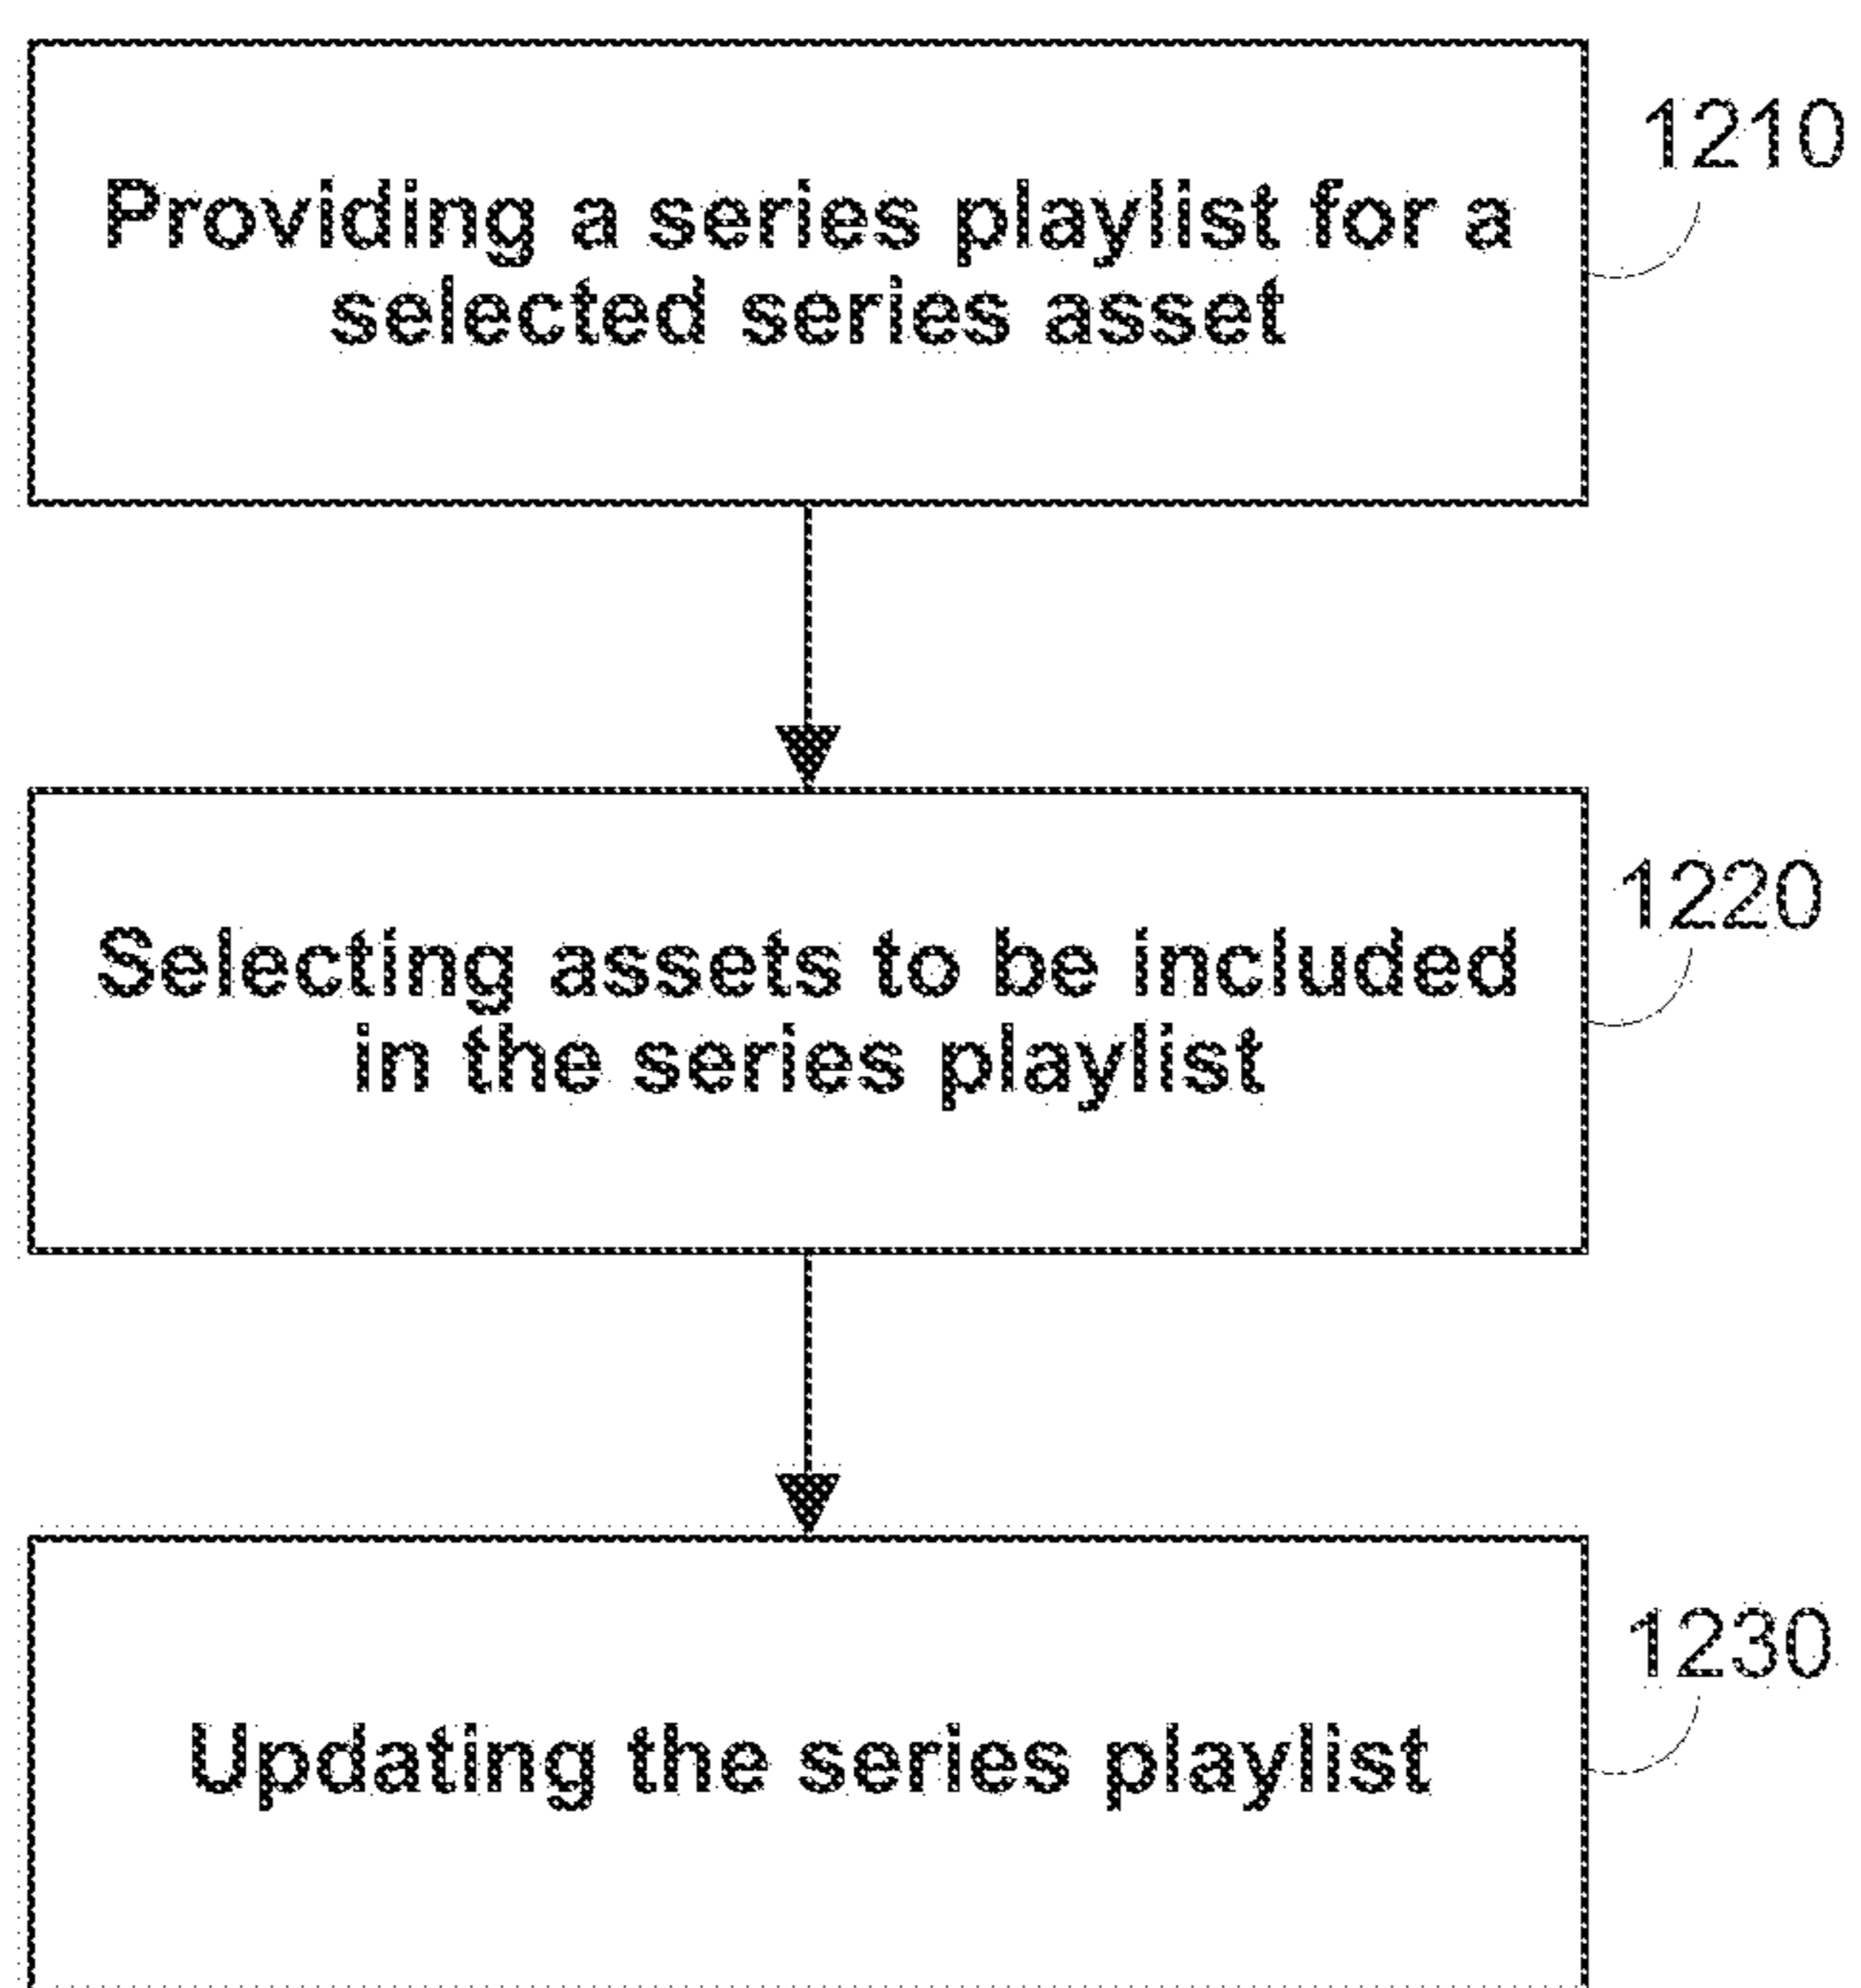 1210
Providing a series playlist for a
selected series asset
1220
Selecting assets to be included
in the series playlist
1230
Updating the series playlist